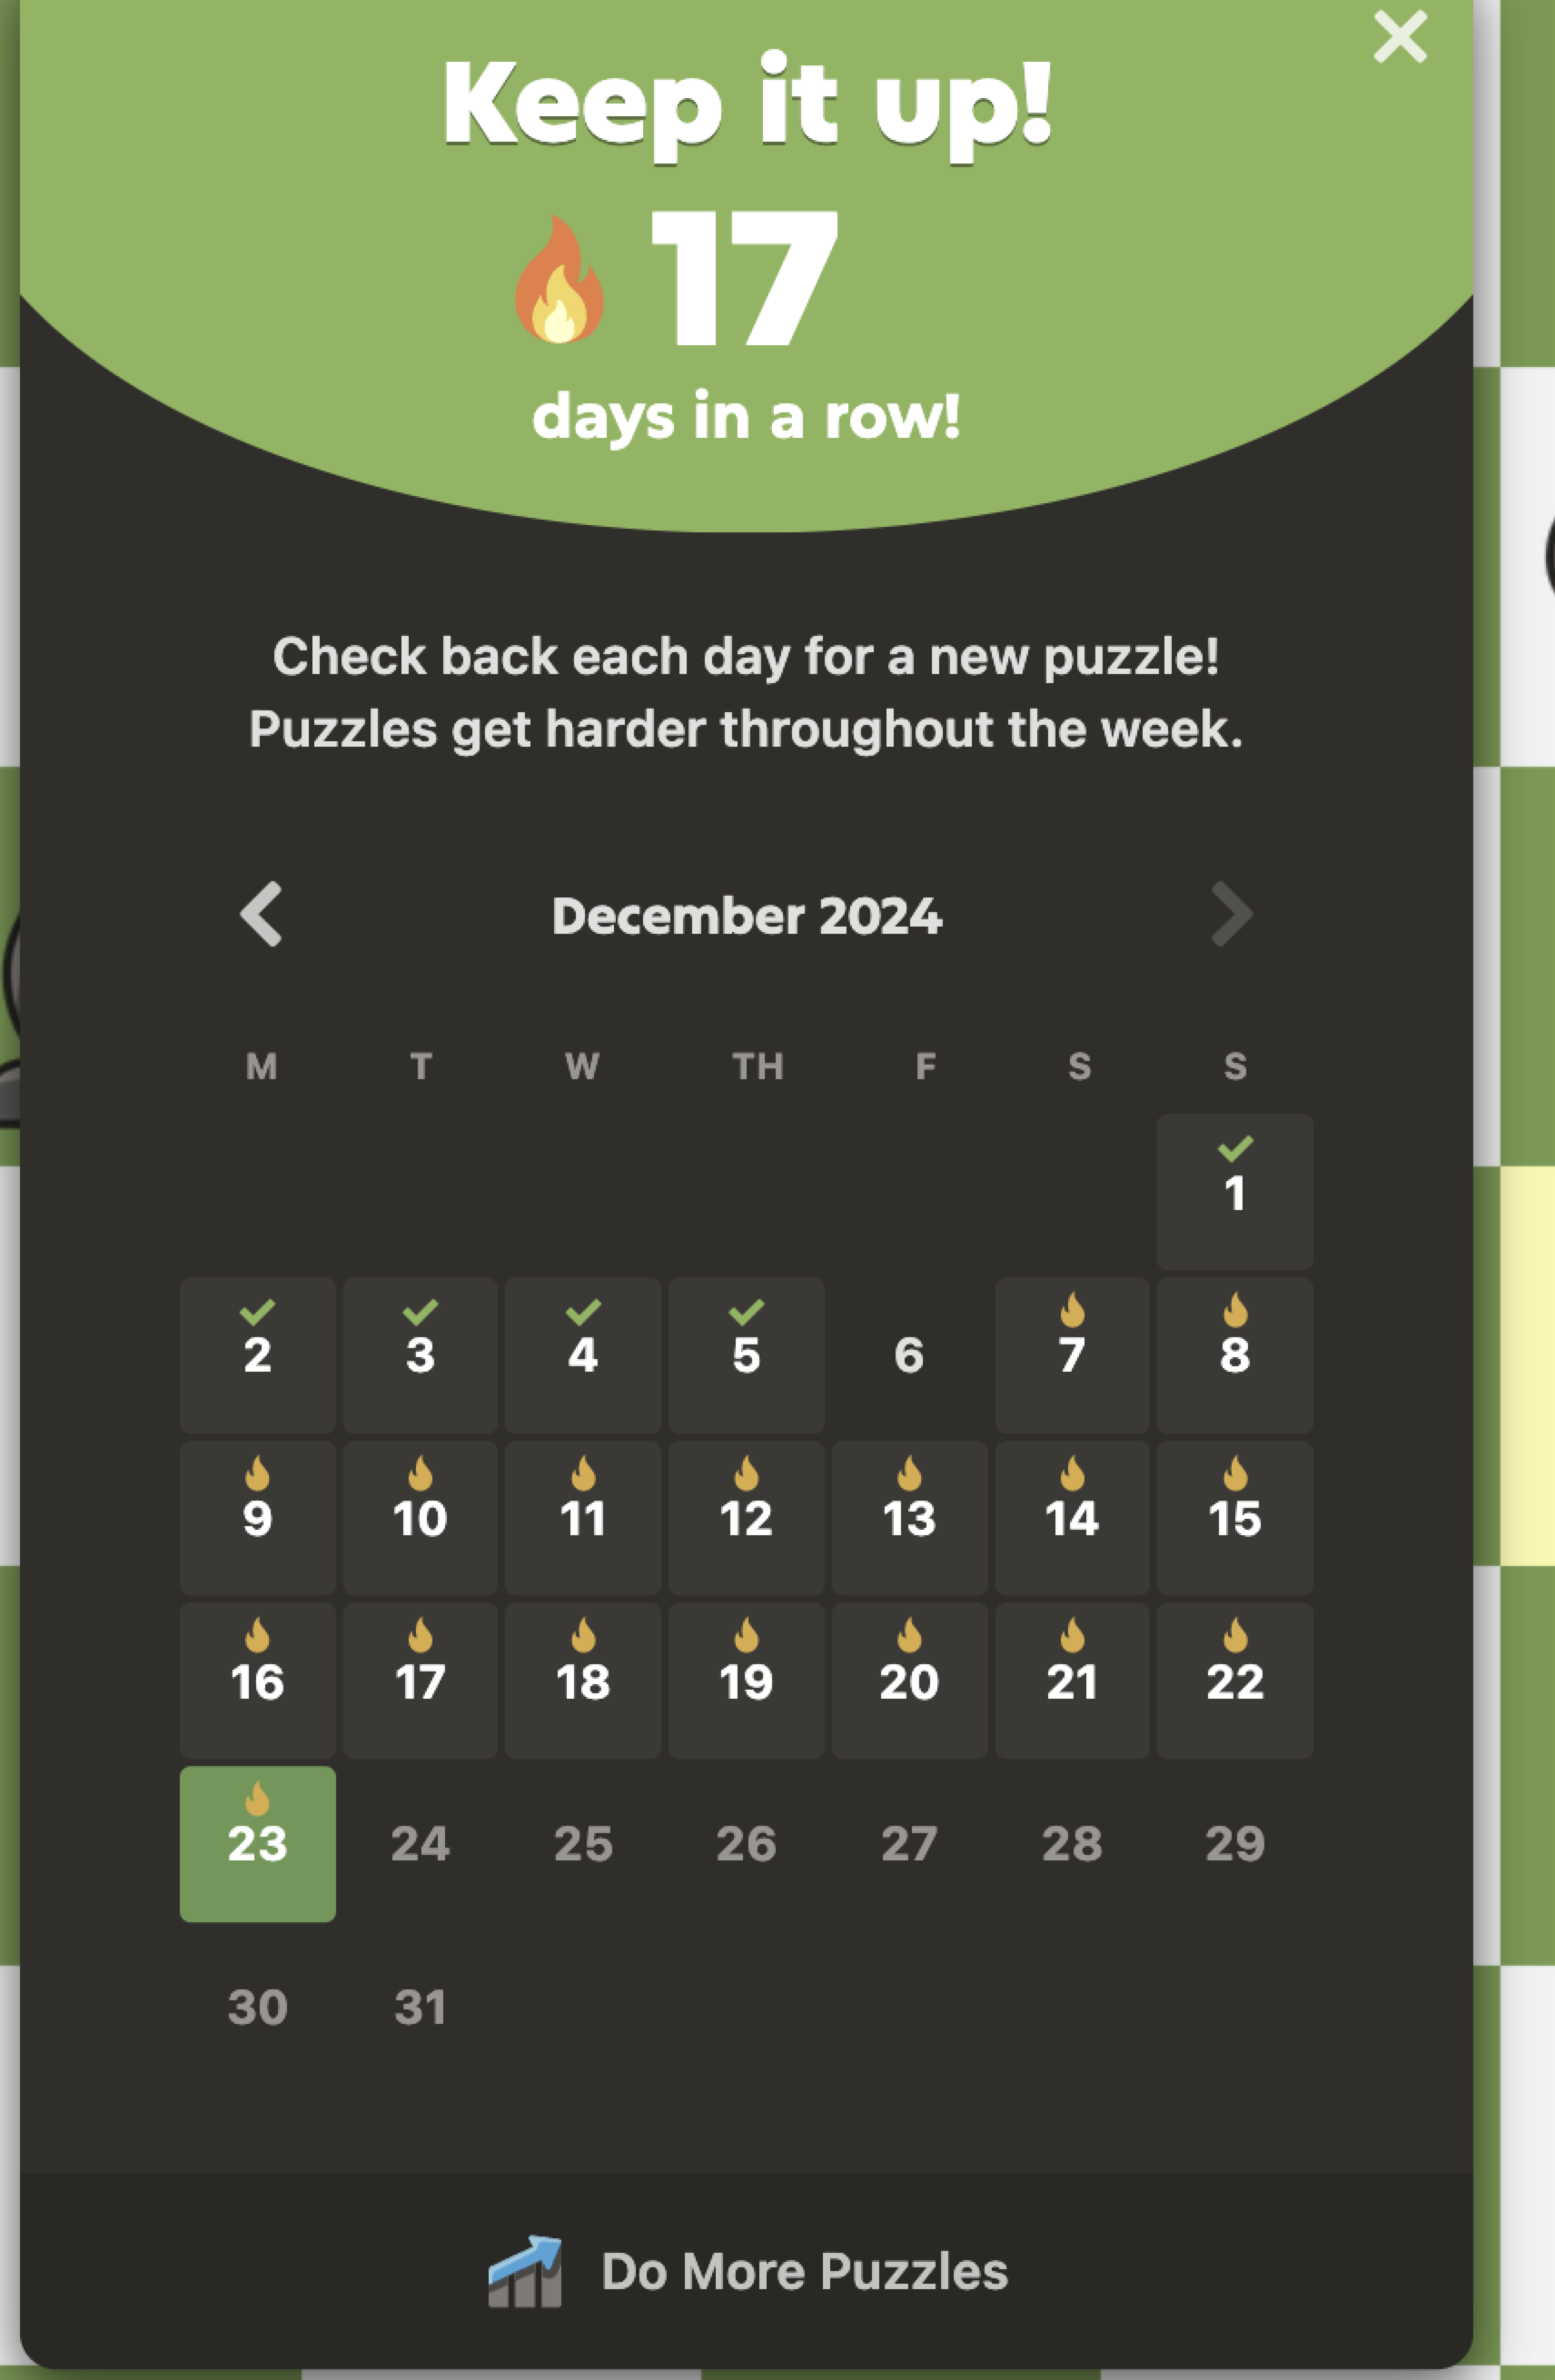 Keep it up!
17
days in a row!
Check back each day for a new puzzle!
Puzzles get harder throughout the week.
December 2024
M T W TH F S S
1
2 3 4 5 6 7 8
9 10 11 12 13 14 15
16 17 18 19 20 21 22
23 24 25 26 27 28 29
30 31
Do More Puzzles